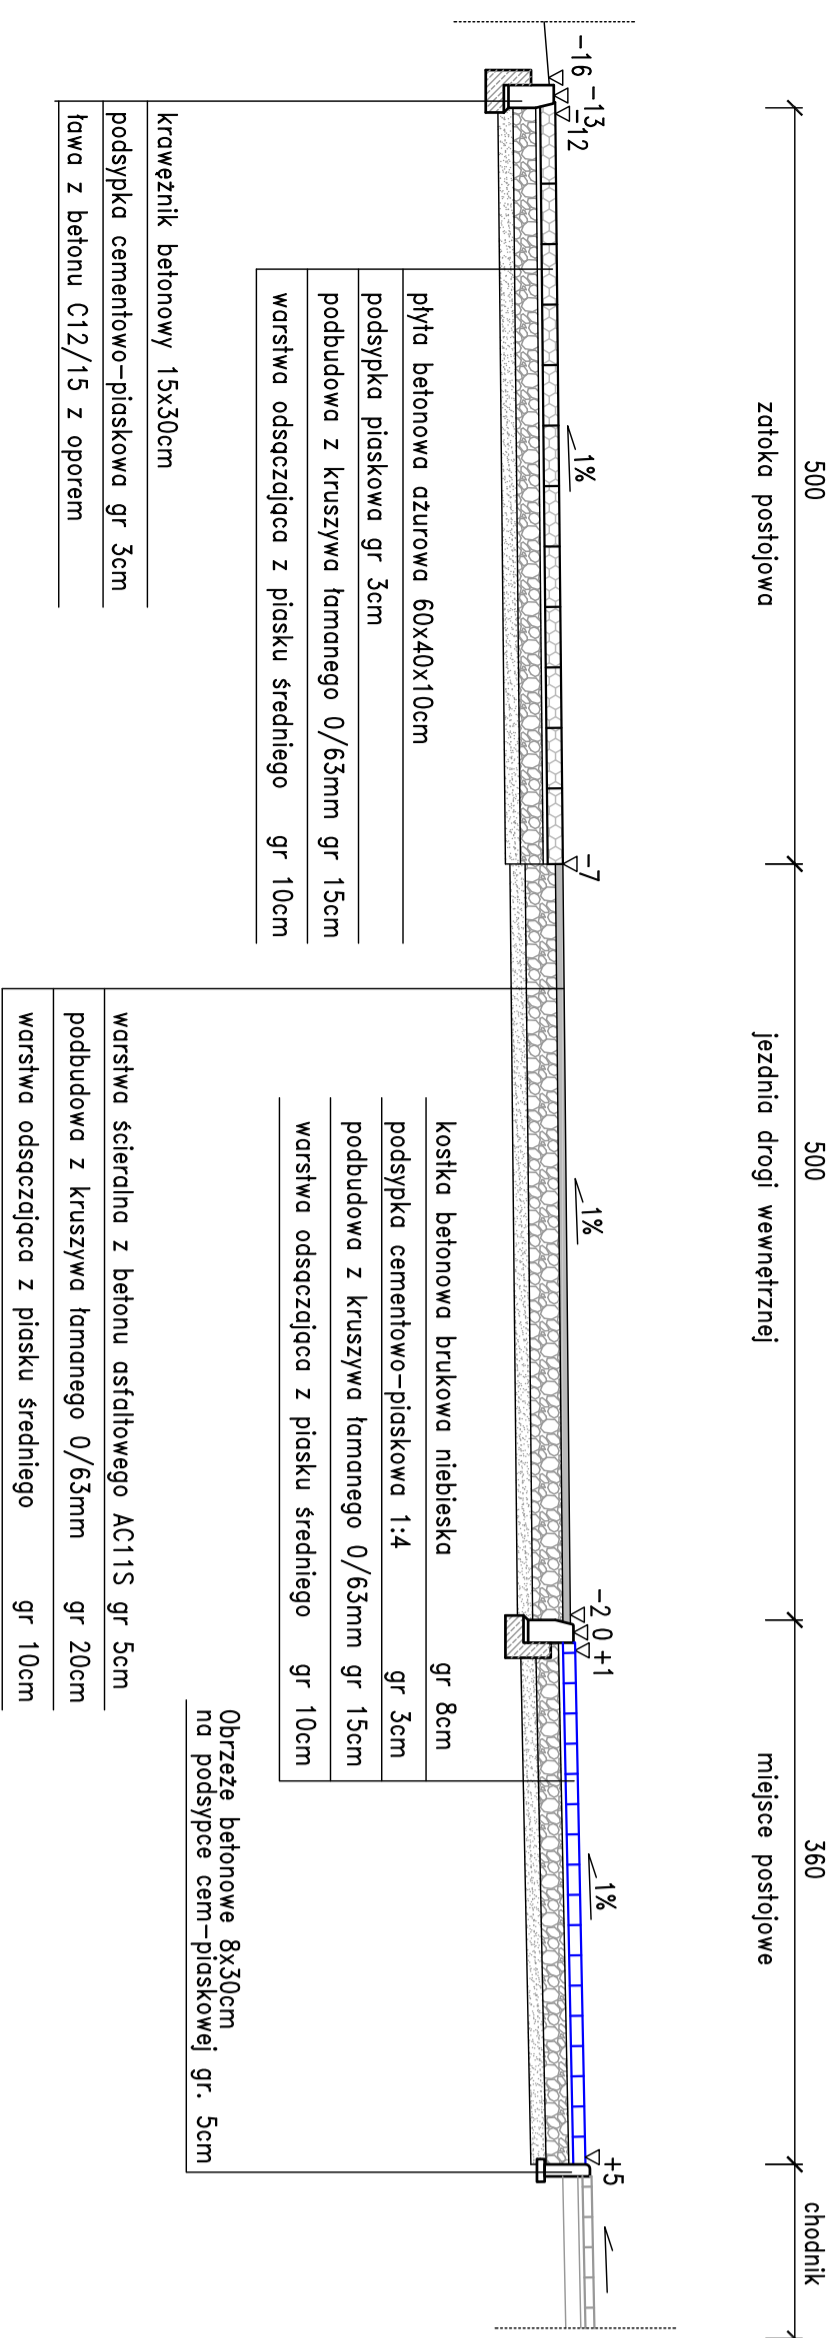 500
500
360
chodnik
zatoka postojowa
jezdnia drogi wewnętrznej
miejsce postojowe
-16
-13
-12
1%
-7
1%
-2
0
+1
1%
+5
krawężnik betonowy 15x30cm
podsypka cementowo-piaskowa gr 3cm
ława z betonu C12/15 z oporem
płyta betonowa ażurowa 60x40x10cm
podsypka piaskowa gr 3cm
podbudowa z kruszywa łamanego 0/63mm gr 15cm
warstwa odsączająca z piasku średniego gr 10cm
warstwa ścieralna z betonu asfaltowego AC11S gr 5cm
podbudowa z kruszywa łamanego 0/63mm gr 20cm
warstwa odsączająca z piasku średniego gr 10cm
kostka betonowa brukowa niebieska gr 8cm
podsypka cementowo-piaskowa 1:4 gr 3cm
podbudowa z kruszywa łamanego 0/63mm gr 15cm
warstwa odsączająca z piasku średniego gr 10cm
Obrzeże betonowe 8x30cm
na podsypce cem-piaskowej gr. 5cm